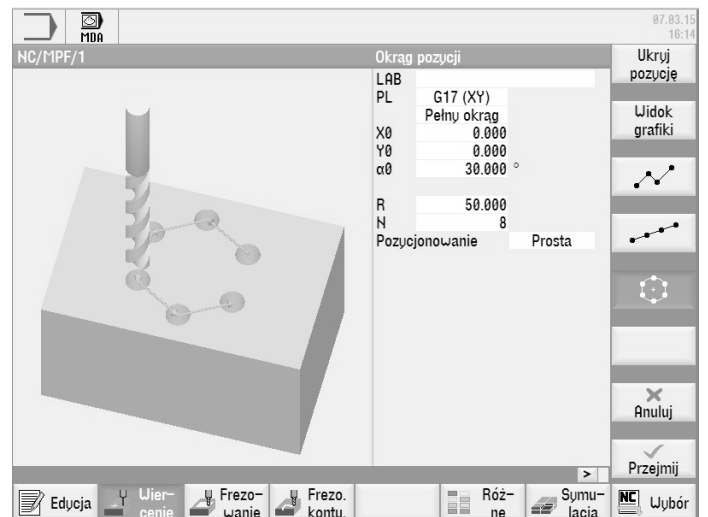 MDA
07.03.15
16:14
NC/MPF/1
Okrąg pozycji
LAB
PL G17 (XY)
Pełny okrąg
X0 0.000
Y0 0.000
α0 30.000 °
R 50.000
N 8
Pozycjonowanie Prosta
Ukryj
pozycję
Widok
grafiki
Anuluj
Przejmij
>
Edycja
Wier-
cenie
Frezo-
wanie
Frezo.
kontu.
Róż-
ne
Symu-
lacja
NC Wybór